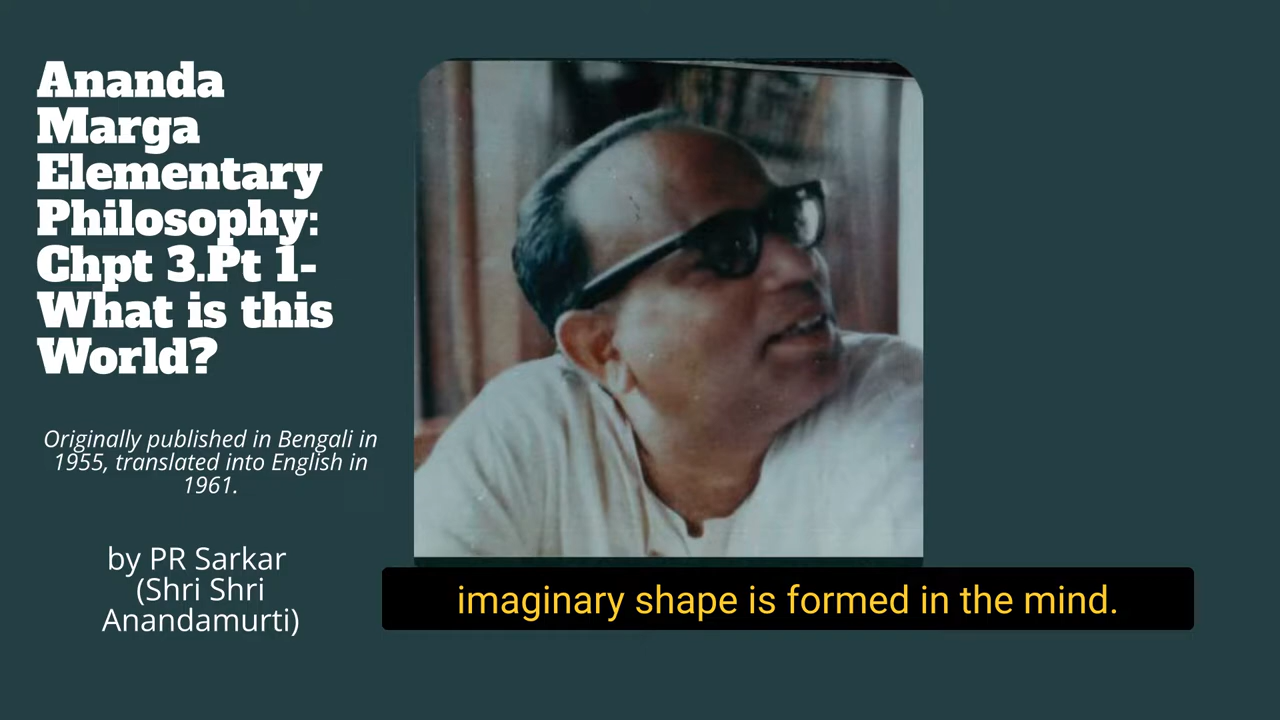 Ananda
Marga
Elementary
Philosophy:
Chpt 3.Pt 1-
What is this
World?
Originally published in Bengali in
1955, translated into English in
1961.
by PR Sarkar
(Shri Shri
Anandamurti)
imaginary shape is formed in the mind.